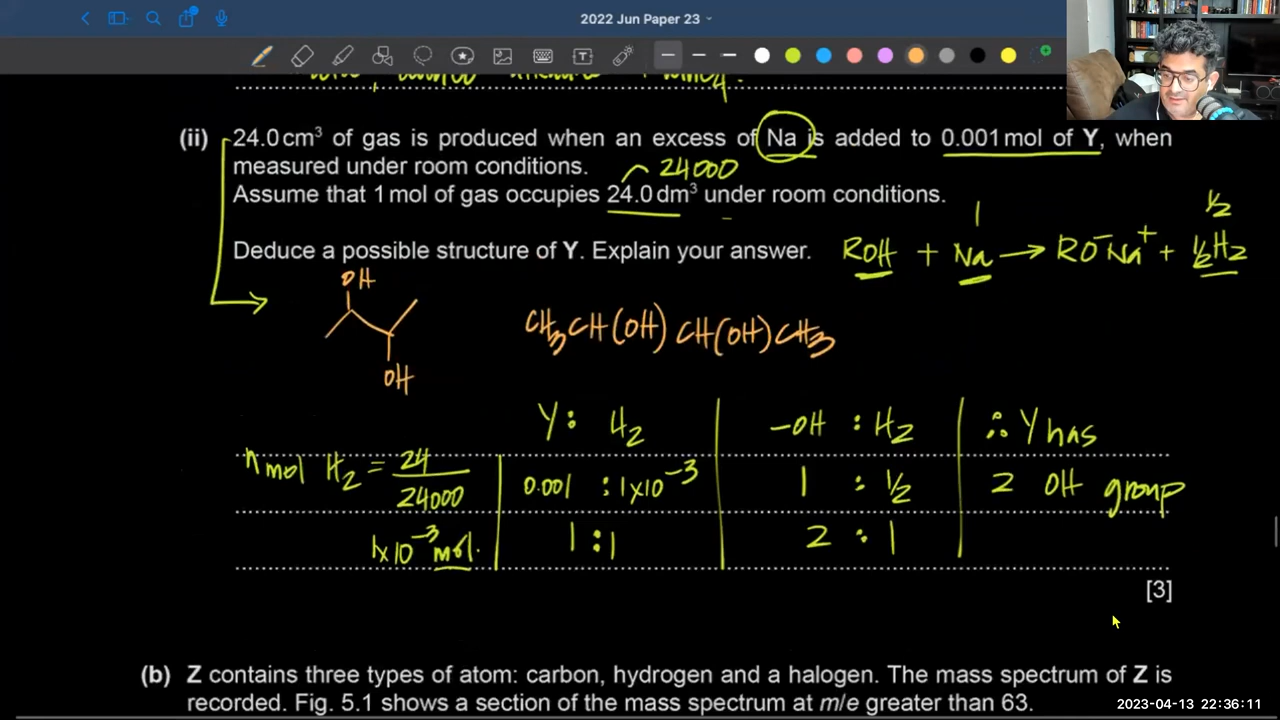 2022 Jun Paper 23
(ii) 24.0 cm³ of gas is produced when an excess of Na is added to 0.001 mol of Y, when
measured under room conditions.
24000
Assume that 1 mol of gas occupies 24.0 dm³ under room conditions.
1
½
Deduce a possible structure of Y. Explain your answer.
ROH + Na → RO⁻Na⁺ + ½H₂
OH
OH
CH₃CH(OH)CH(OH)CH₃
n mol H₂ = 24/24000
1×10⁻³ mol.
Y : H₂
0.001 : 1×10⁻³
1 : 1
-OH : H₂
1 : ½
2 : 1
∴ Y has
2 OH group
[3]
(b) Z contains three types of atom: carbon, hydrogen and a halogen. The mass spectrum of Z is
recorded. Fig. 5.1 shows a section of the mass spectrum at m/e greater than 63.
2023-04-13 22:36:11